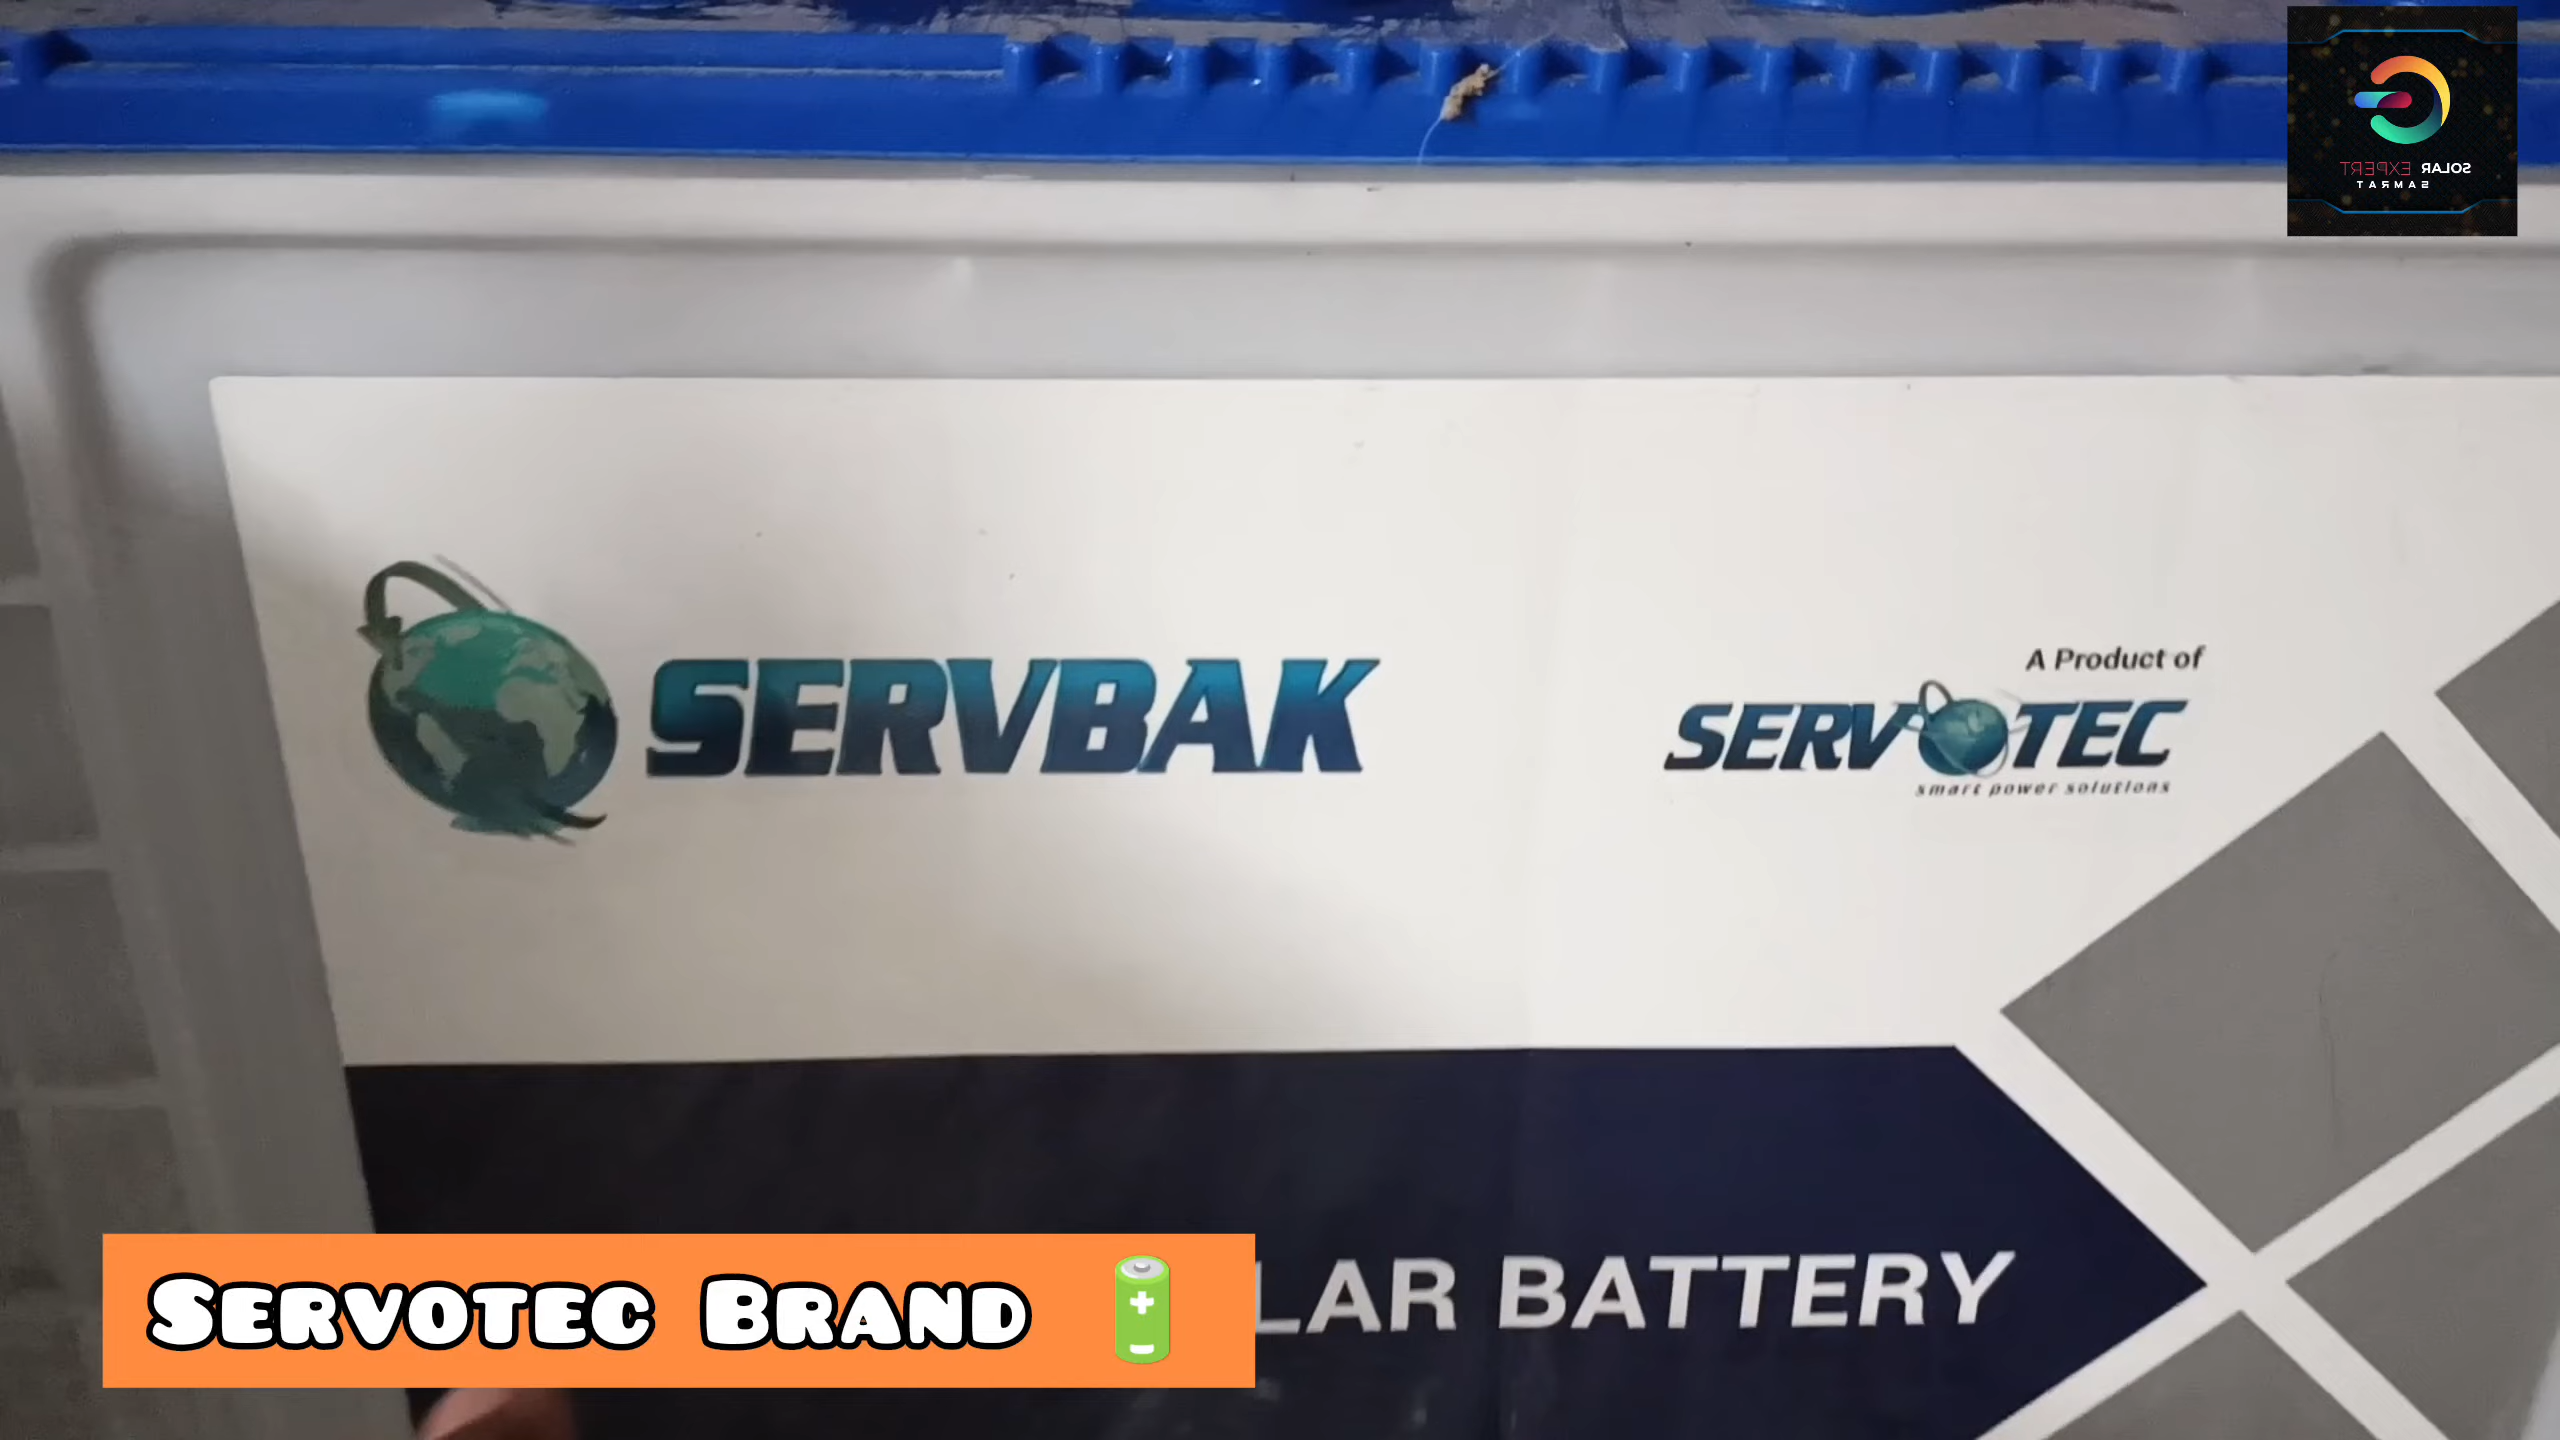 SOLAR EXPERT
SAMRAT
SERVBAK
A Product of
SERVOTEC
smart power solutions
LAR BATTERY
Servotec Brand